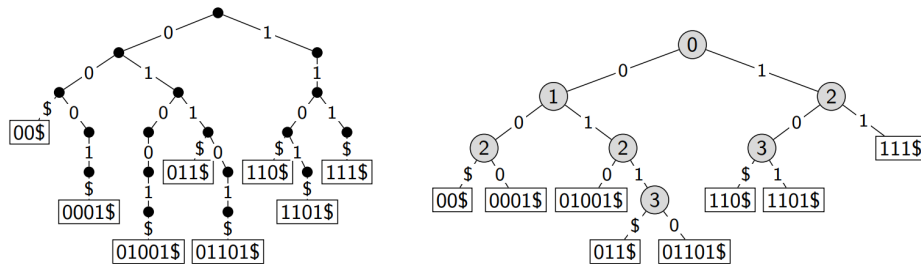 0 1
0 1 1
$ 0 0 1 0 1
00$
1 0 $ 0 $ 1 $
011$ 110$ 111$
$ 1 1 $
0001$ 1101$
$ $
01001$ 01101$
0
0 1
1 2
0 1 0 1
2 2 3 111$
$ 0 0 1 $ 1
00$ 0001$ 01001$ 3 110$ 1101$
$ 0
011$ 01101$